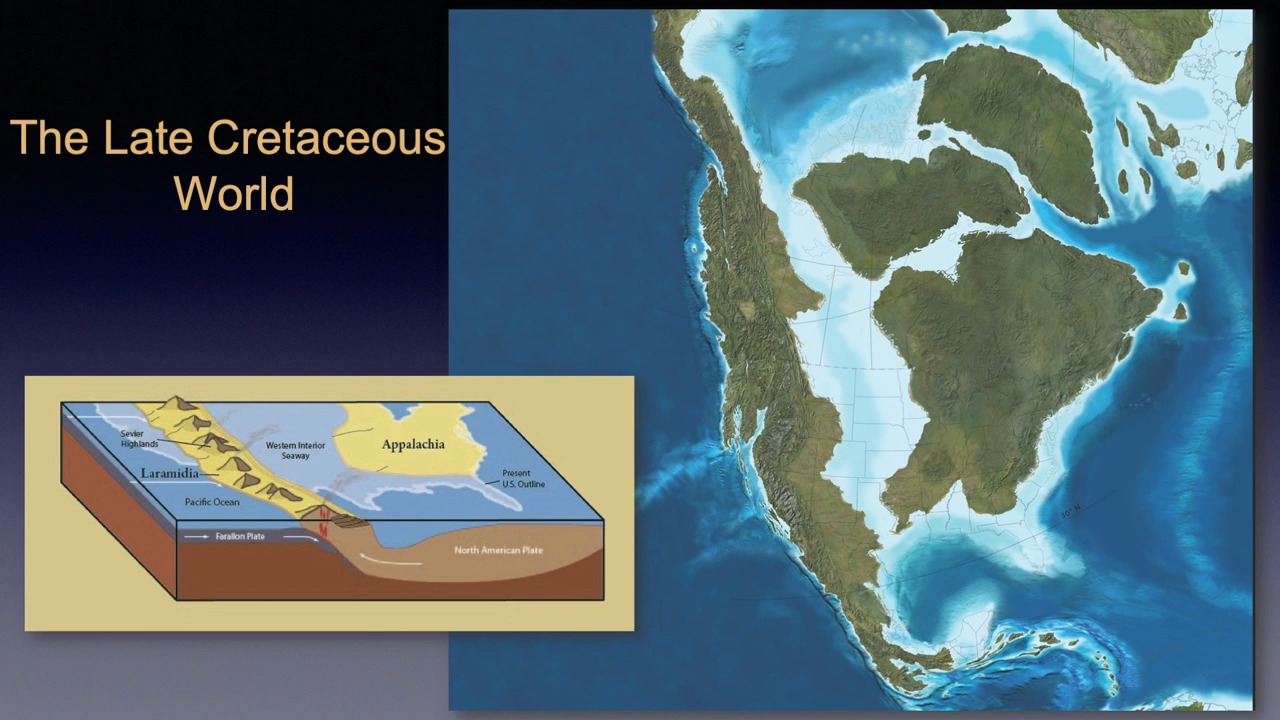 The Late Cretaceous
World
Sevier
Highlands
Western Interior
Seaway
Appalachia
Laramidia
Present
U.S. Outline
Pacific Ocean
Farallon Plate
North American Plate
30° N